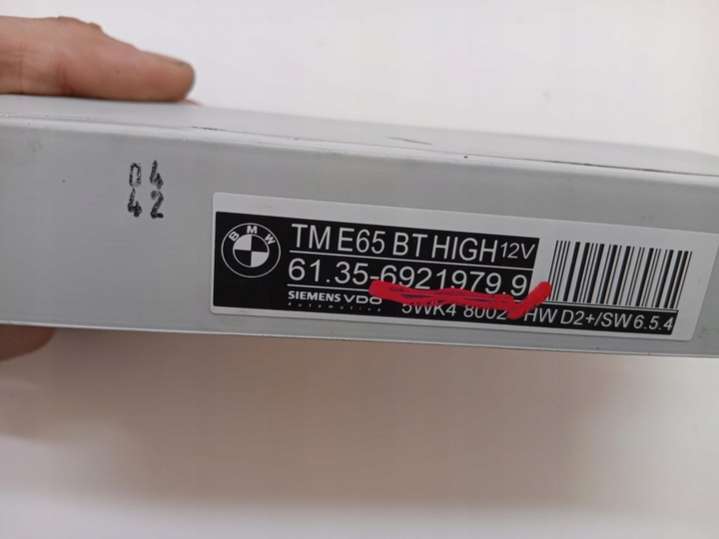 04
42
BMW
TM E65 BT HIGH 12V
61.35-6921979.9
SIEMENS VDO
Automotive
5WK4 8002 HW D2+/SW 6.5.4